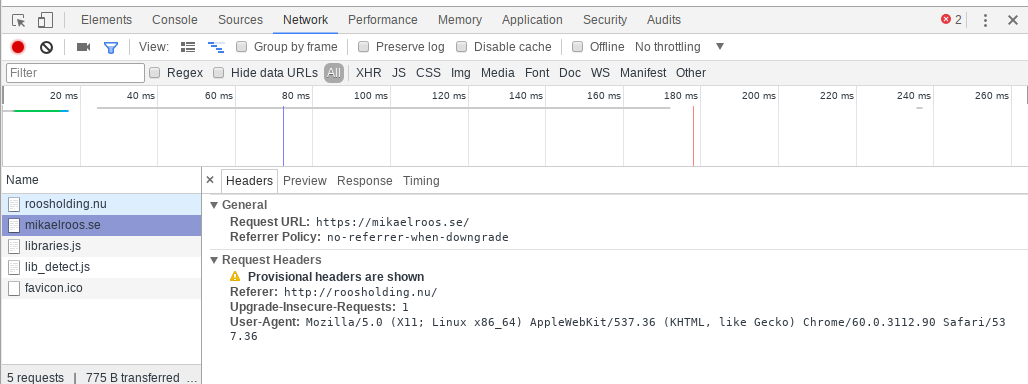 Elements Console Sources Network Performance Memory Application Security Audits 2
View: Group by frame Preserve log Disable cache Offline No throttling
Filter Regex Hide data URLs All XHR JS CSS Img Media Font Doc WS Manifest Other
20 ms 40 ms 60 ms 80 ms 100 ms 120 ms 140 ms 160 ms 180 ms 200 ms 220 ms 240 ms 260 ms
Name
roosholding.nu
mikaelroos.se
libraries.js
lib_detect.js
favicon.ico
5 requests | 775 B transferred …
× Headers Preview Response Timing
General
Request URL: https://mikaelroos.se/
Referrer Policy: no-referrer-when-downgrade
Request Headers
Provisional headers are shown
Referer: http://roosholding.nu/
Upgrade-Insecure-Requests: 1
User-Agent: Mozilla/5.0 (X11; Linux x86_64) AppleWebKit/537.36 (KHTML, like Gecko) Chrome/60.0.3112.90 Safari/53
7.36